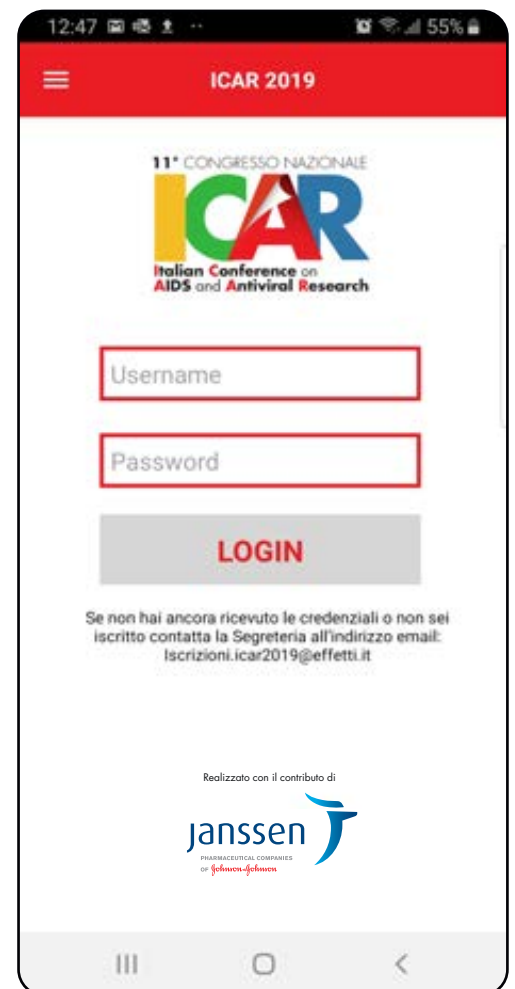 12:47
55%
ICAR 2019
11° CONGRESSO NAZIONALE
ICAR
Italian Conference on
AIDS and Antiviral Research
Username
Password
LOGIN
Se non hai ancora ricevuto le credenziali o non sei
iscritto contatta la Segreteria all'indirizzo email:
Iscrizioni.icar2019@effetti.it
Realizzato con il contributo di
Janssen
PHARMACEUTICAL COMPANIES
OF Johnson&Johnson